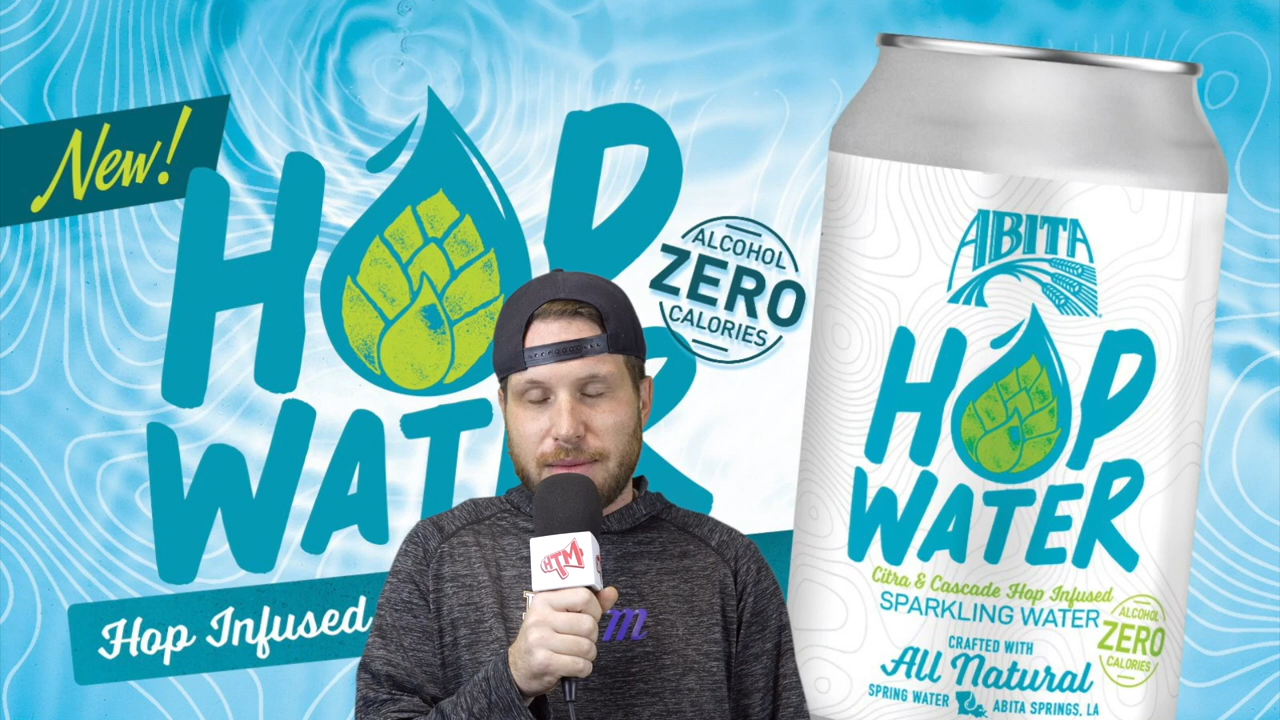 New!
HOP
WATER
ALCOHOL
ZERO
CALORIES
Hop Infused
HTM
m
ABITA
HOP
WATER
Citra & Cascade Hop Infused
SPARKLING WATER
ALCOHOL
ZERO
CALORIES
CRAFTED WITH
All Natural
SPRING WATER ABITA SPRINGS, LA